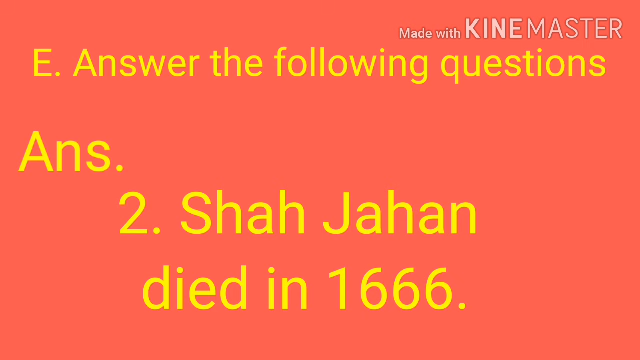 Made with KINEMASTER
E. Answer the following questions
Ans.
2. Shah Jahan
died in 1666.